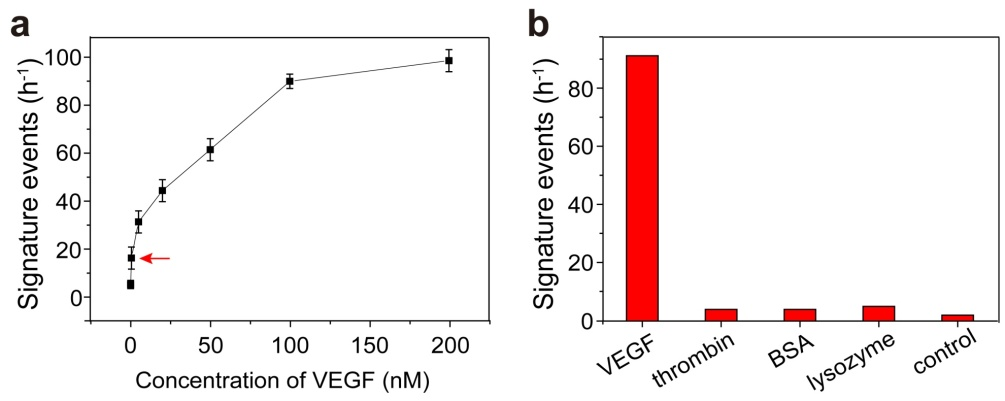 a
Signature events (h⁻¹)
100
80
60
40
20
0
0 50 100 150 200
Concentration of VEGF (nM)
b
Signature events (h⁻¹)
80
60
40
20
0
VEGF thrombin BSA lysozyme control